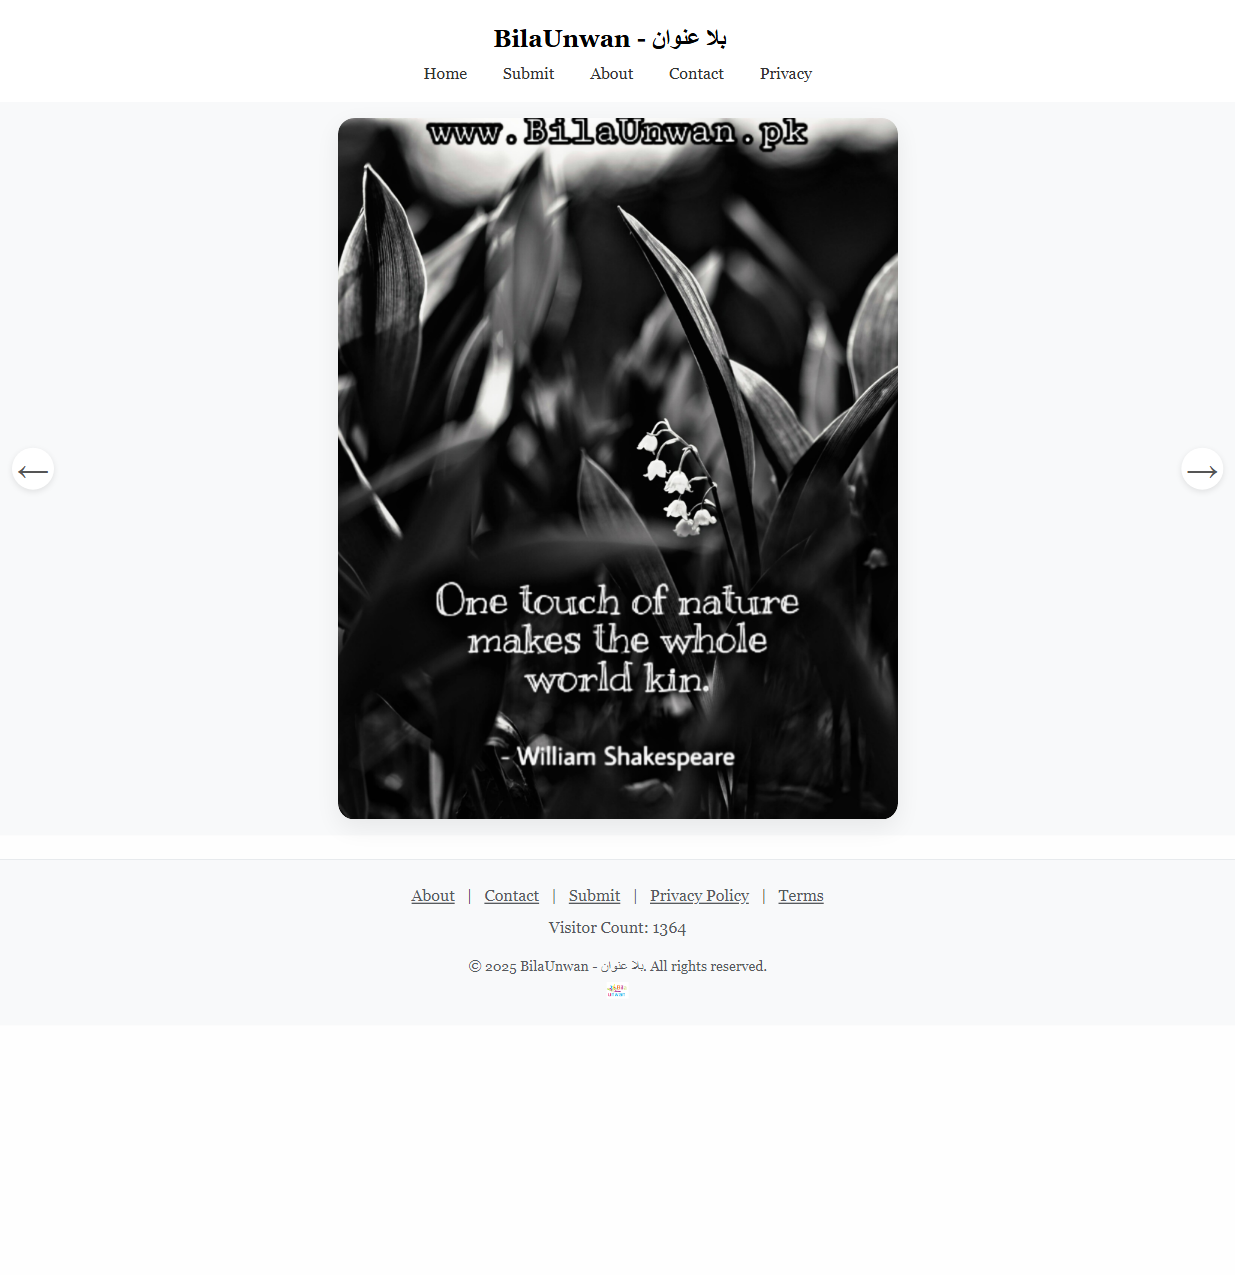 BilaUnwan - بلا عنوان
Home Submit About Contact Privacy
www.BilaUnwan.pk
One touch of nature
makes the whole
world kin.
- William Shakespeare
← →
About | Contact | Submit | Privacy Policy | Terms
Visitor Count: 1364
© 2025 BilaUnwan - بلا عنوان. All rights reserved.